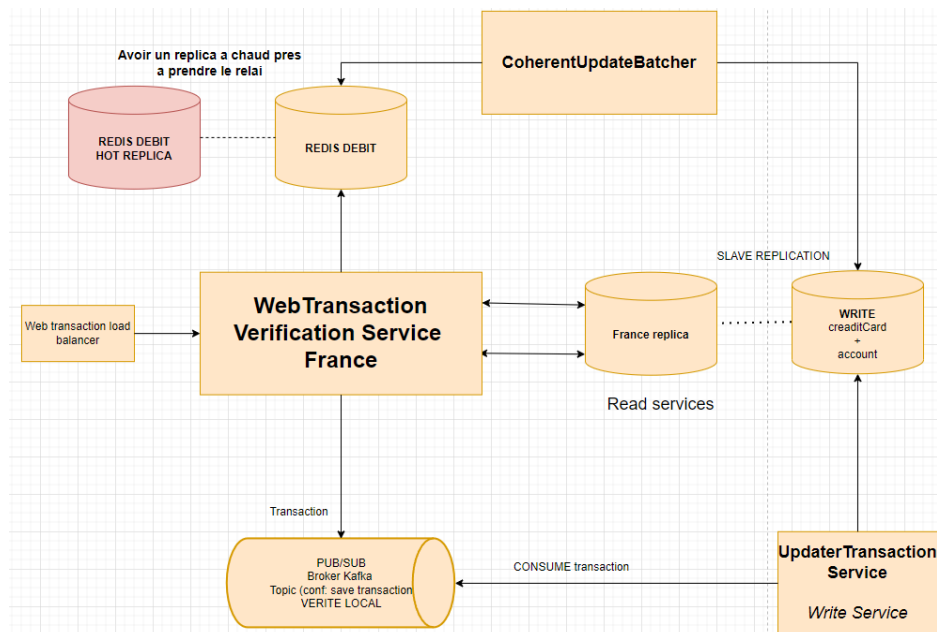 Avoir un replica a chaud pres
a prendre le relai
CoherentUpdateBatcher
REDIS DEBIT
HOT REPLICA
REDIS DEBIT
SLAVE REPLICATION
Web transaction load
balancer
WebTransaction
Verification Service
France
France replica
WRITE
creaditCard
+
account
Read services
Transaction
PUB/SUB
Broker Kafka
Topic (conf: save transaction
VERITE LOCAL
CONSUME transaction
UpdaterTransaction
Service
Write Service